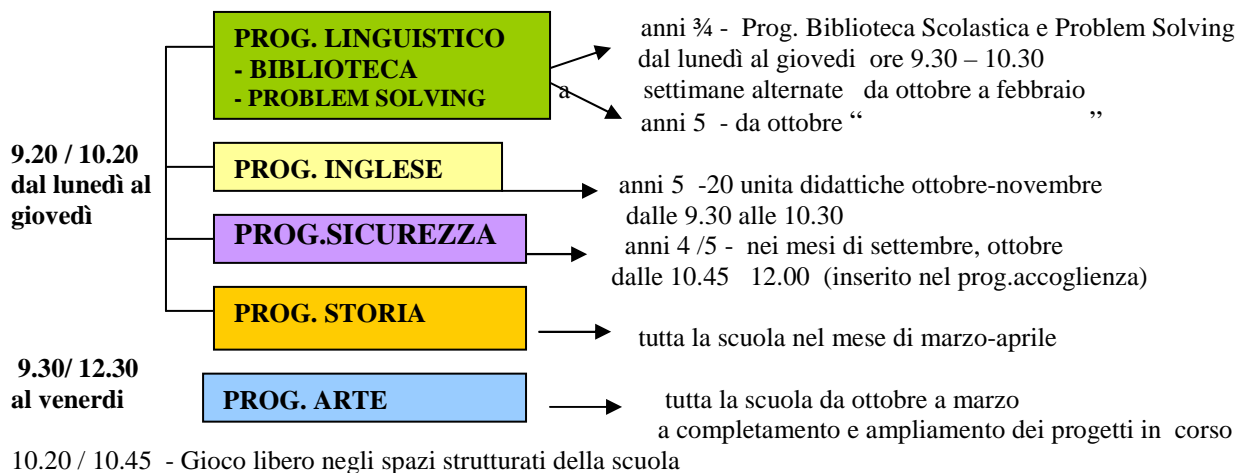 PROG. LINGUISTICO
- BIBLIOTECA
- PROBLEM SOLVING
a
anni ¾ - Prog. Biblioteca Scolastica e Problem Solving
dal lunedì al giovedi ore 9.30 – 10.30
settimane alternate da ottobre a febbraio
anni 5 - da ottobre “ ”
9.20 / 10.20
dal lunedì al
giovedì
PROG. INGLESE
anni 5 -20 unita didattiche ottobre-novembre
dalle 9.30 alle 10.30
PROG.SICUREZZA
anni 4 /5 - nei mesi di settembre, ottobre
dalle 10.45 12.00 (inserito nel prog.accoglienza)
PROG. STORIA
tutta la scuola nel mese di marzo-aprile
9.30/ 12.30
al venerdi
PROG. ARTE
tutta la scuola da ottobre a marzo
a completamento e ampliamento dei progetti in corso
10.20 / 10.45 - Gioco libero negli spazi strutturati della scuola